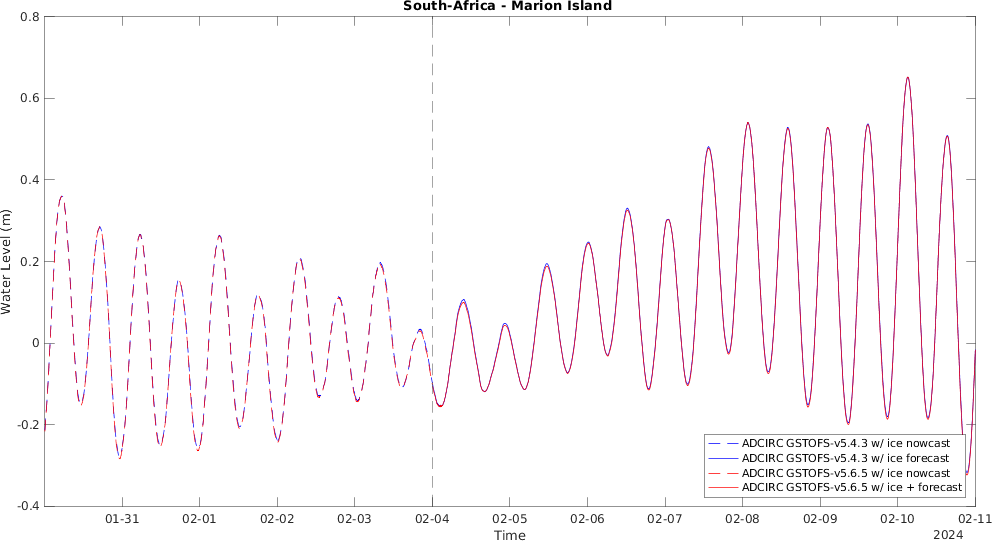 South-Africa - Marion Island
0.8
0.6
0.4
0.2
0
-0.2
-0.4
Water Level (m)
ADCIRC GSTOFS-v5.4.3 w/ ice nowcast
ADCIRC GSTOFS-v5.4.3 w/ ice forecast
ADCIRC GSTOFS-v5.6.5 w/ ice nowcast
ADCIRC GSTOFS-v5.6.5 w/ ice + forecast
01-31 02-01 02-02 02-03 02-04 02-05 02-06 02-07 02-08 02-09 02-10 02-11
Time
2024